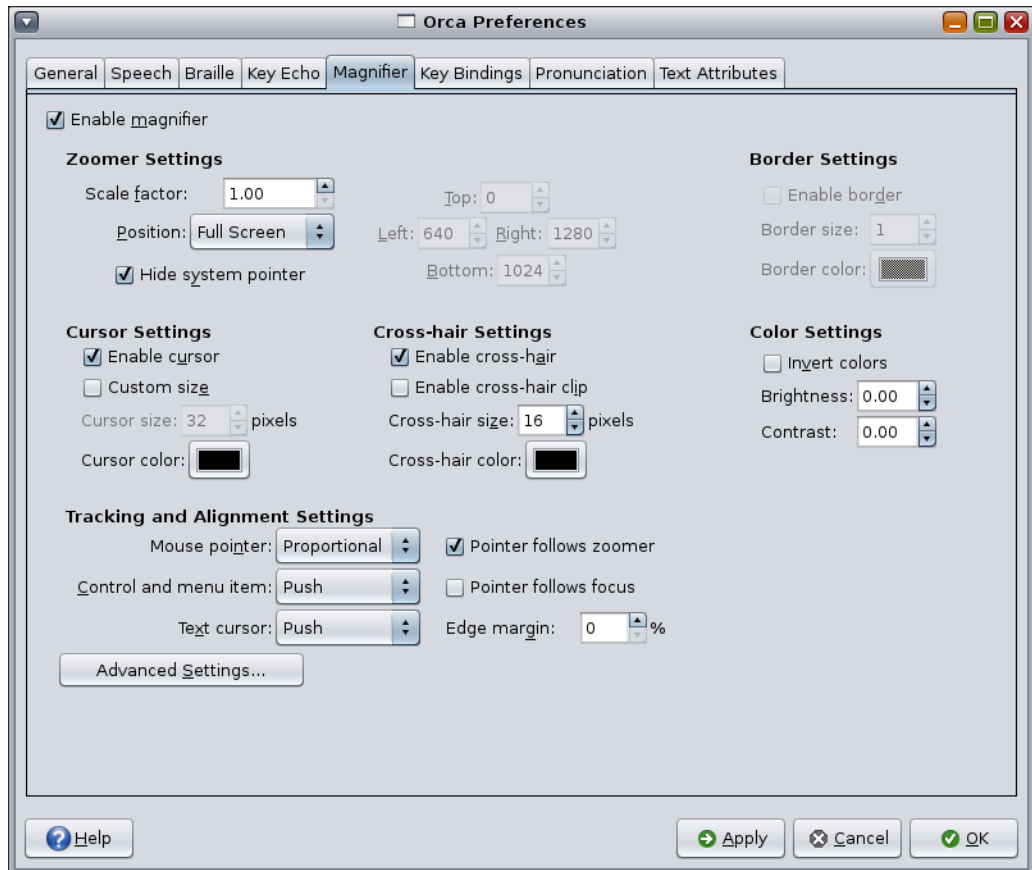 Orca Preferences
General Speech Braille Key Echo Magnifier Key Bindings Pronunciation Text Attributes
Enable magnifier
Zoomer Settings
Scale factor: 1.00
Position: Full Screen
Hide system pointer
Top: 0
Left: 640 Right: 1280
Bottom: 1024
Border Settings
Enable border
Border size: 1
Border color:
Cursor Settings
Enable cursor
Custom size
Cursor size: 32 pixels
Cursor color:
Cross-hair Settings
Enable cross-hair
Enable cross-hair clip
Cross-hair size: 16 pixels
Cross-hair color:
Color Settings
Invert colors
Brightness: 0.00
Contrast: 0.00
Tracking and Alignment Settings
Mouse pointer: Proportional Pointer follows zoomer
Control and menu item: Push Pointer follows focus
Text cursor: Push Edge margin: 0 %
Advanced Settings...
Help Apply Cancel OK